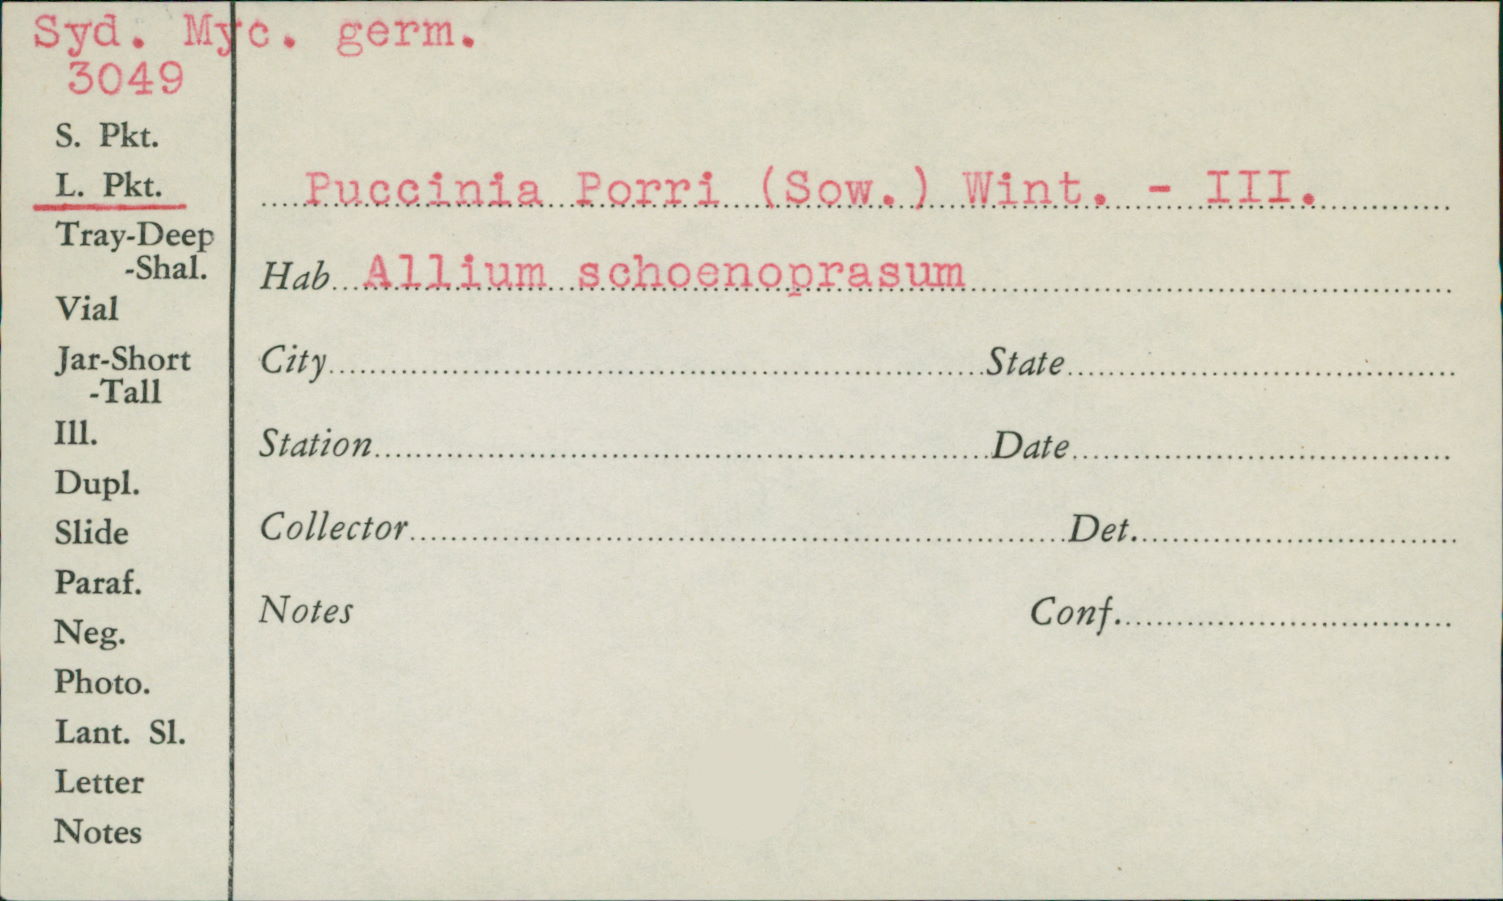 Syd. Myc. germ.
3049
S. Pkt.
L. Pkt.
Tray-Deep
-Shal.
Vial
Jar-Short
-Tall
Ill.
Dupl.
Slide
Paraf.
Neg.
Photo.
Lant. Sl.
Letter
Notes
Puccinia Porri (Sow.) Wint. - III.
Hab. Allium schoenoprasum
City State
Station Date
Collector Det.
Notes Conf.